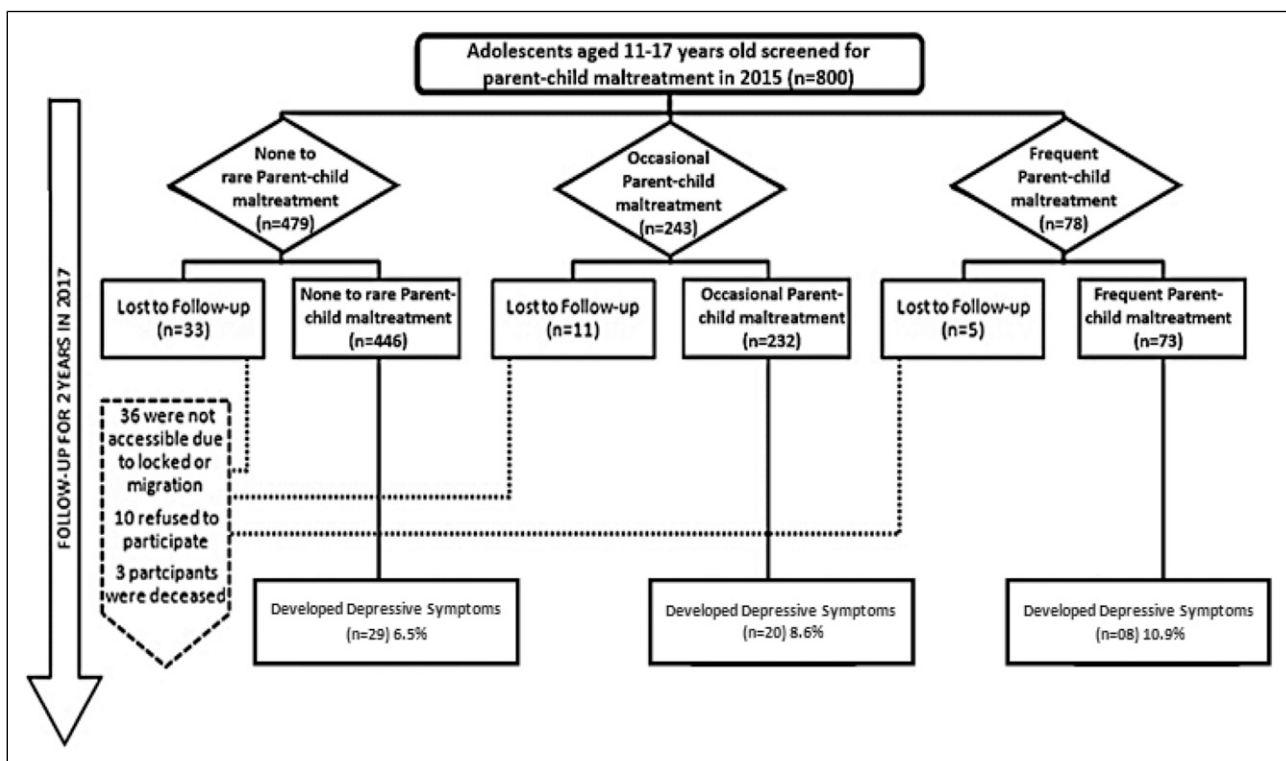 Adolescents aged 11-17 years old screened for
parent-child maltreatment in 2015 (n=800)
FOLLOW-UP FOR 2 YEARS IN 2017
None to
rare Parent-child
maltreatment
(n=479)
Occasional
Parent-child
maltreatment
(n=243)
Frequent
Parent-child
maltreatment
(n=78)
Lost to Follow-up
(n=33)
None to rare Parent-
child maltreatment
(n=446)
Lost to Follow-up
(n=11)
Occasional Parent-
child maltreatment
(n=232)
Lost to Follow-up
(n=5)
Frequent Parent-
child maltreatment
(n=73)
36 were not
accessible due
to locked or
migration
10 refused to
participate
3 partcipants
were deceased
Developed Depressive Symptoms
(n=29) 6.5%
Developed Depressive Symptoms
(n=20) 8.6%
Developed Depressive Symptoms
(n=08) 10.9%